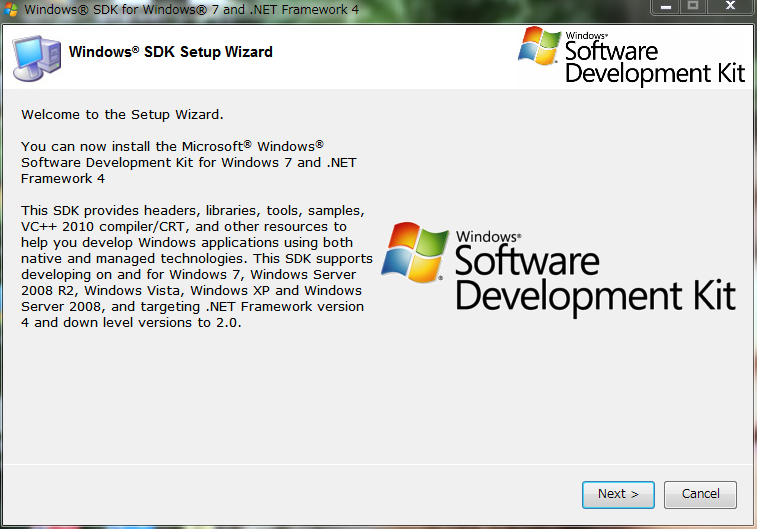 Windows® SDK for Windows® 7 and .NET Framework 4
Windows® SDK Setup Wizard
Windows®
Software
Development Kit
Welcome to the Setup Wizard.
You can now install the Microsoft® Windows®
Software Development Kit for Windows 7 and .NET
Framework 4
This SDK provides headers, libraries, tools, samples,
VC++ 2010 compiler/CRT, and other resources to
help you develop Windows applications using both
native and managed technologies. This SDK supports
developing on and for Windows 7, Windows Server
2008 R2, Windows Vista, Windows XP and Windows
Server 2008, and targeting .NET Framework version
4 and down level versions to 2.0.
Windows®
Software
Development Kit
Next >
Cancel